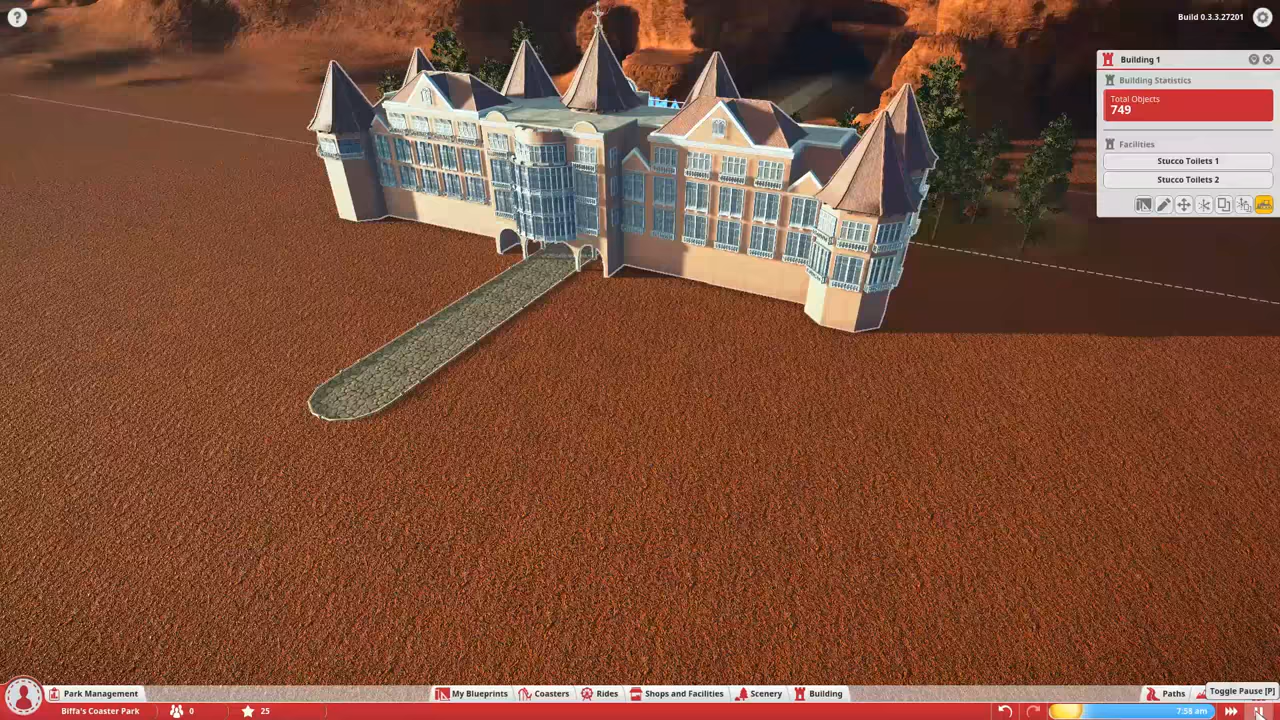 ?
Build 0.3.3.27201
Building 1
Building Statistics
Total Objects
749
Facilities
Stucco Toilets 1
Stucco Toilets 2
Toggle Pause [P]
Park Management
My Blueprints
Coasters
Rides
Shops and Facilities
Scenery
Building
Paths
Biffa's Coaster Park
0
25
7:56 am